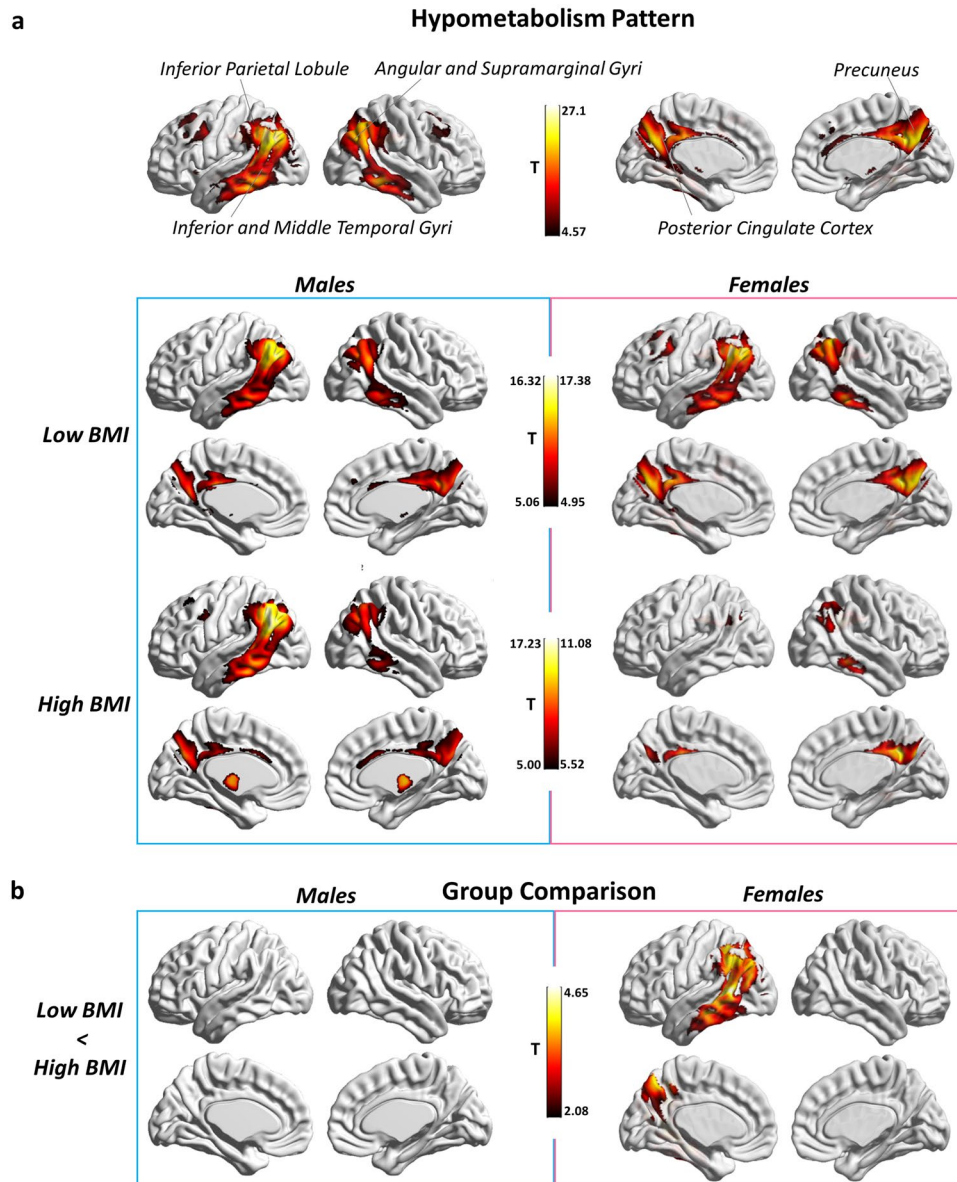 a
Hypometabolism Pattern
Inferior Parietal Lobule
Angular and Supramarginal Gyri
Precuneus
27.1
T
4.57
Inferior and Middle Temporal Gyri
Posterior Cingulate Cortex
Males
Females
Low BMI
16.32 17.38
T
5.06 4.95
High BMI
17.23 11.08
T
5.00 5.52
b
Group Comparison
Males
Females
Low BMI
<
High BMI
4.65
T
2.08